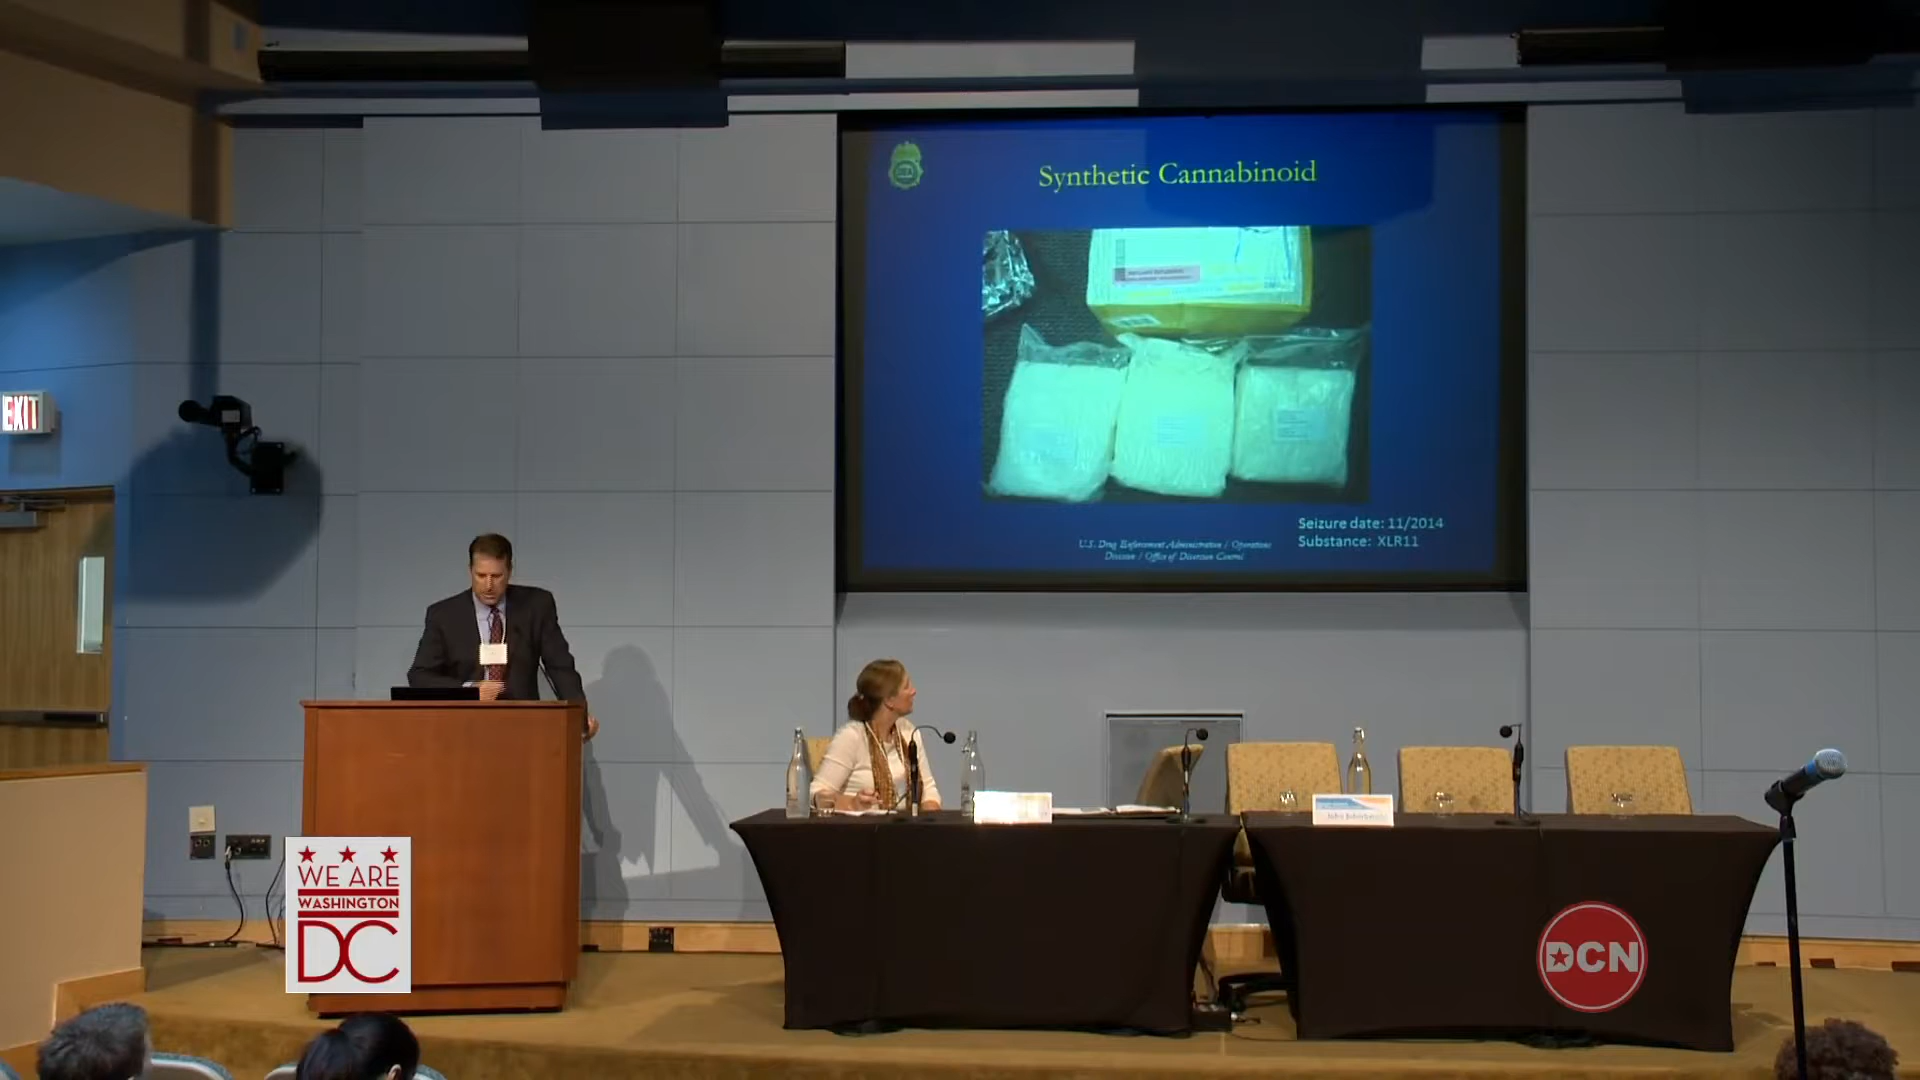 Synthetic Cannabinoid
EXIT
Seizure date: 11/2014
Substance: XLR11
U.S. Drug Enforcement Administration / Operations
Division / Office of Diversion Control
WE ARE
WASHINGTON
DC
DCN